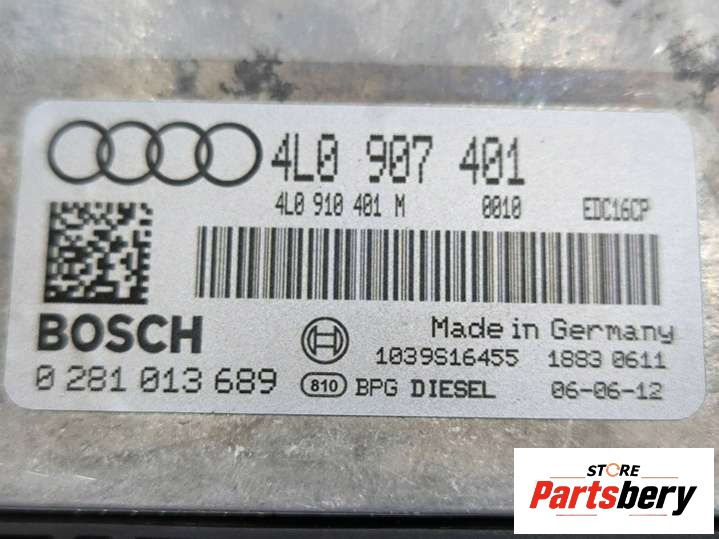 4L0 907 401
4L0 910 401 M 0010 EDC16CP
BOSCH
Made in Germany
1039S16455 1883 0611
0 281 013 689
810 BPG DIESEL 06-06-12
STORE
Partsbery